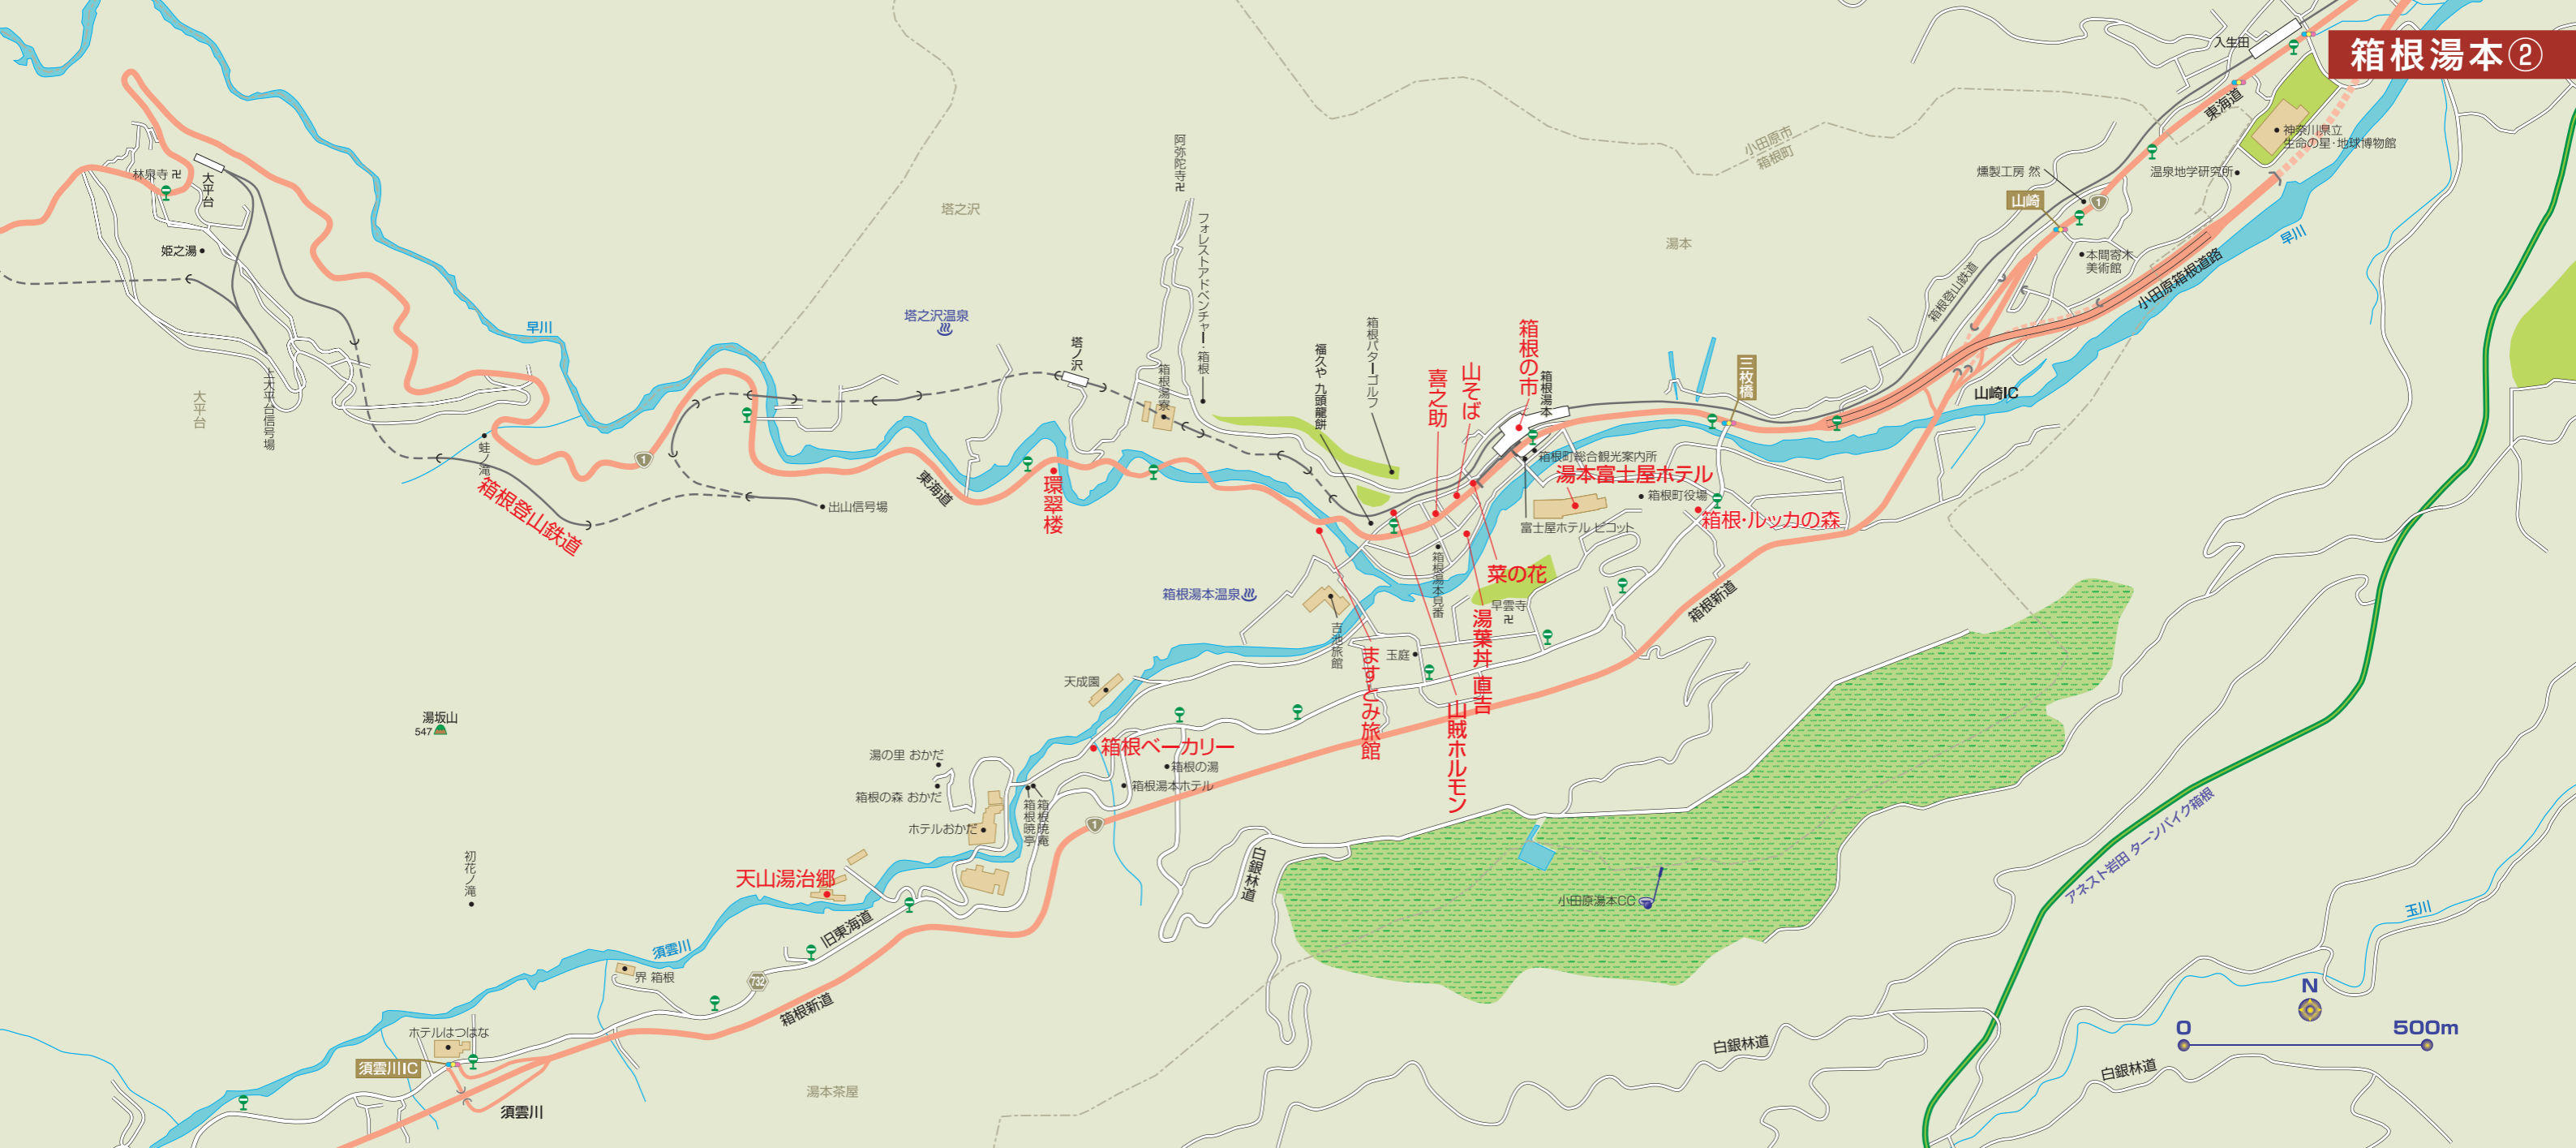 箱根湯本②
入生田
東海道
神奈川県立
生命の星・地球博物館
温泉地学研究所
燻製工房 然
山崎
1
本間寄木
美術館
早川
小田原箱根道路
箱根登山鉄道
山崎IC
小田原市
箱根町
湯本
三枚橋
阿弥陀寺卍
フォレストアドベンチャー・箱根
塔之沢
塔之沢温泉
塔ノ沢
箱根湯寮
福久や 九頭龍餅
箱根パターゴルフ
喜之助
山そば
箱根の市
箱根湯本
箱根町総合観光案内所
湯本富士屋ホテル
箱根町役場
箱根・ルッカの森
富士屋ホテル ピコット
菜の花
早雲寺
卍
箱根湯本見番
湯葉丼 直吉
山賊ホルモン
ますとみ旅館
吉池旅館
玉庭
箱根新道
林泉寺 卍
大平台
姫之湯
上大平台信号場
大平台
早川
蛙ノ滝
箱根登山鉄道
1
出山信号場
東海道
環翠楼
箱根湯本温泉
天成園
箱根ベーカリー
箱根の湯
箱根湯本ホテル
湯の里 おかだ
箱根の森 おかだ
ホテルおかだ
箱根暁亭
箱根暁庵
1
湯坂山
547
初花ノ滝
天山湯治郷
旧東海道
須雲川
界 箱根
732
箱根新道
ホテルはつはな
須雲川IC
須雲川
湯本茶屋
白銀林道
小田原湯本CC
アネスト岩田 ターンパイク箱根
玉川
白銀林道
白銀林道
N
0
500m